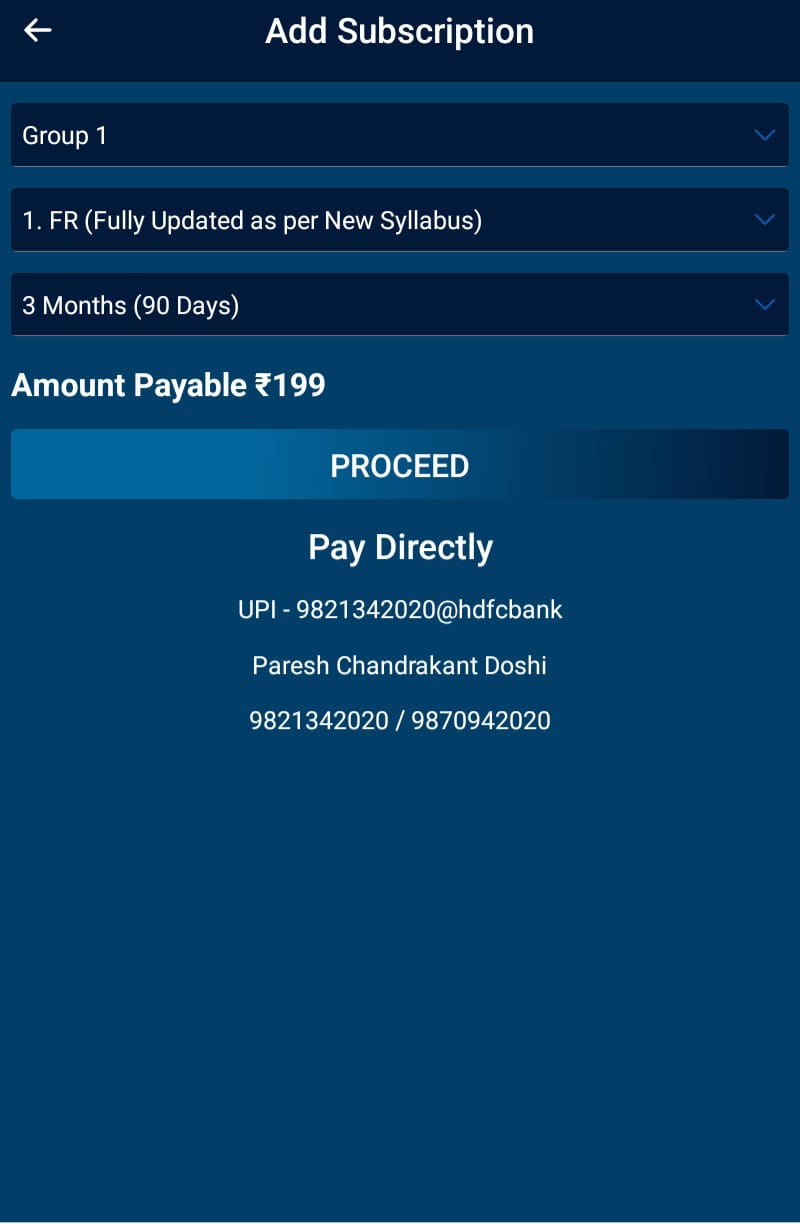 Add Subscription
Group 1
1. FR (Fully Updated as per New Syllabus)
3 Months (90 Days)
Amount Payable ₹199
PROCEED
Pay Directly
UPI - 9821342020@hdfcbank
Paresh Chandrakant Doshi
9821342020 / 9870942020